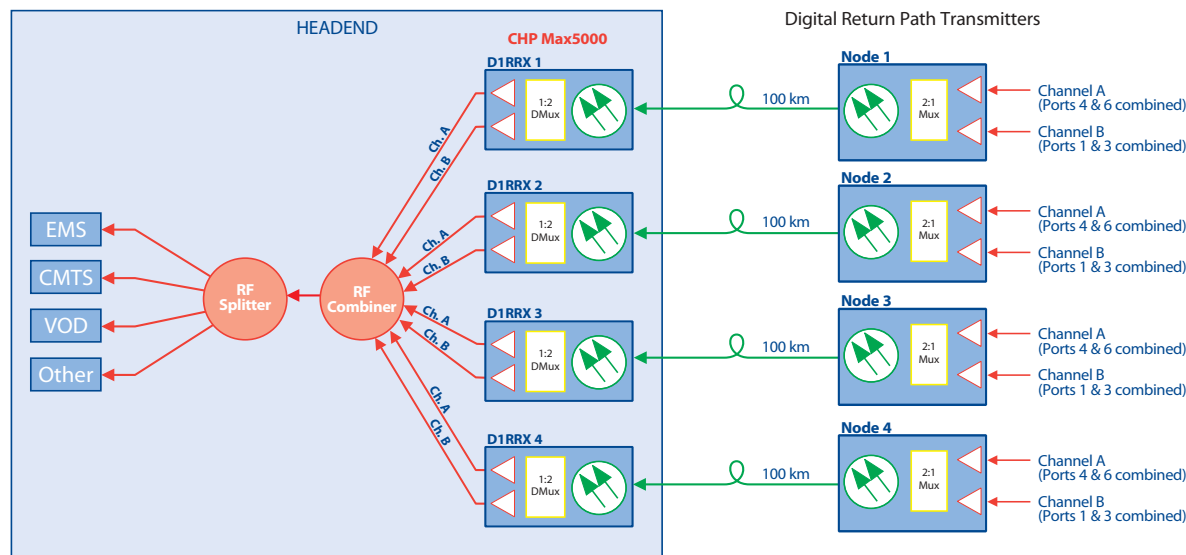 HEADEND
Digital Return Path Transmitters
CHP Max5000
D1RRX 1
1:2
DMux
Ch. A
Ch. B
100 km
Node 1
2:1
Mux
Channel A
(Ports 4 & 6 combined)
Channel B
(Ports 1 & 3 combined)
D1RRX 2
1:2
DMux
Ch. A
Ch. B
100 km
Node 2
2:1
Mux
Channel A
(Ports 4 & 6 combined)
Channel B
(Ports 1 & 3 combined)
EMS
CMTS
VOD
Other
RF
Splitter
RF
Combiner
D1RRX 3
1:2
DMux
Ch. A
Ch. B
100 km
Node 3
2:1
Mux
Channel A
(Ports 4 & 6 combined)
Channel B
(Ports 1 & 3 combined)
D1RRX 4
1:2
DMux
Ch. A
Ch. B
100 km
Node 4
2:1
Mux
Channel A
(Ports 4 & 6 combined)
Channel B
(Ports 1 & 3 combined)